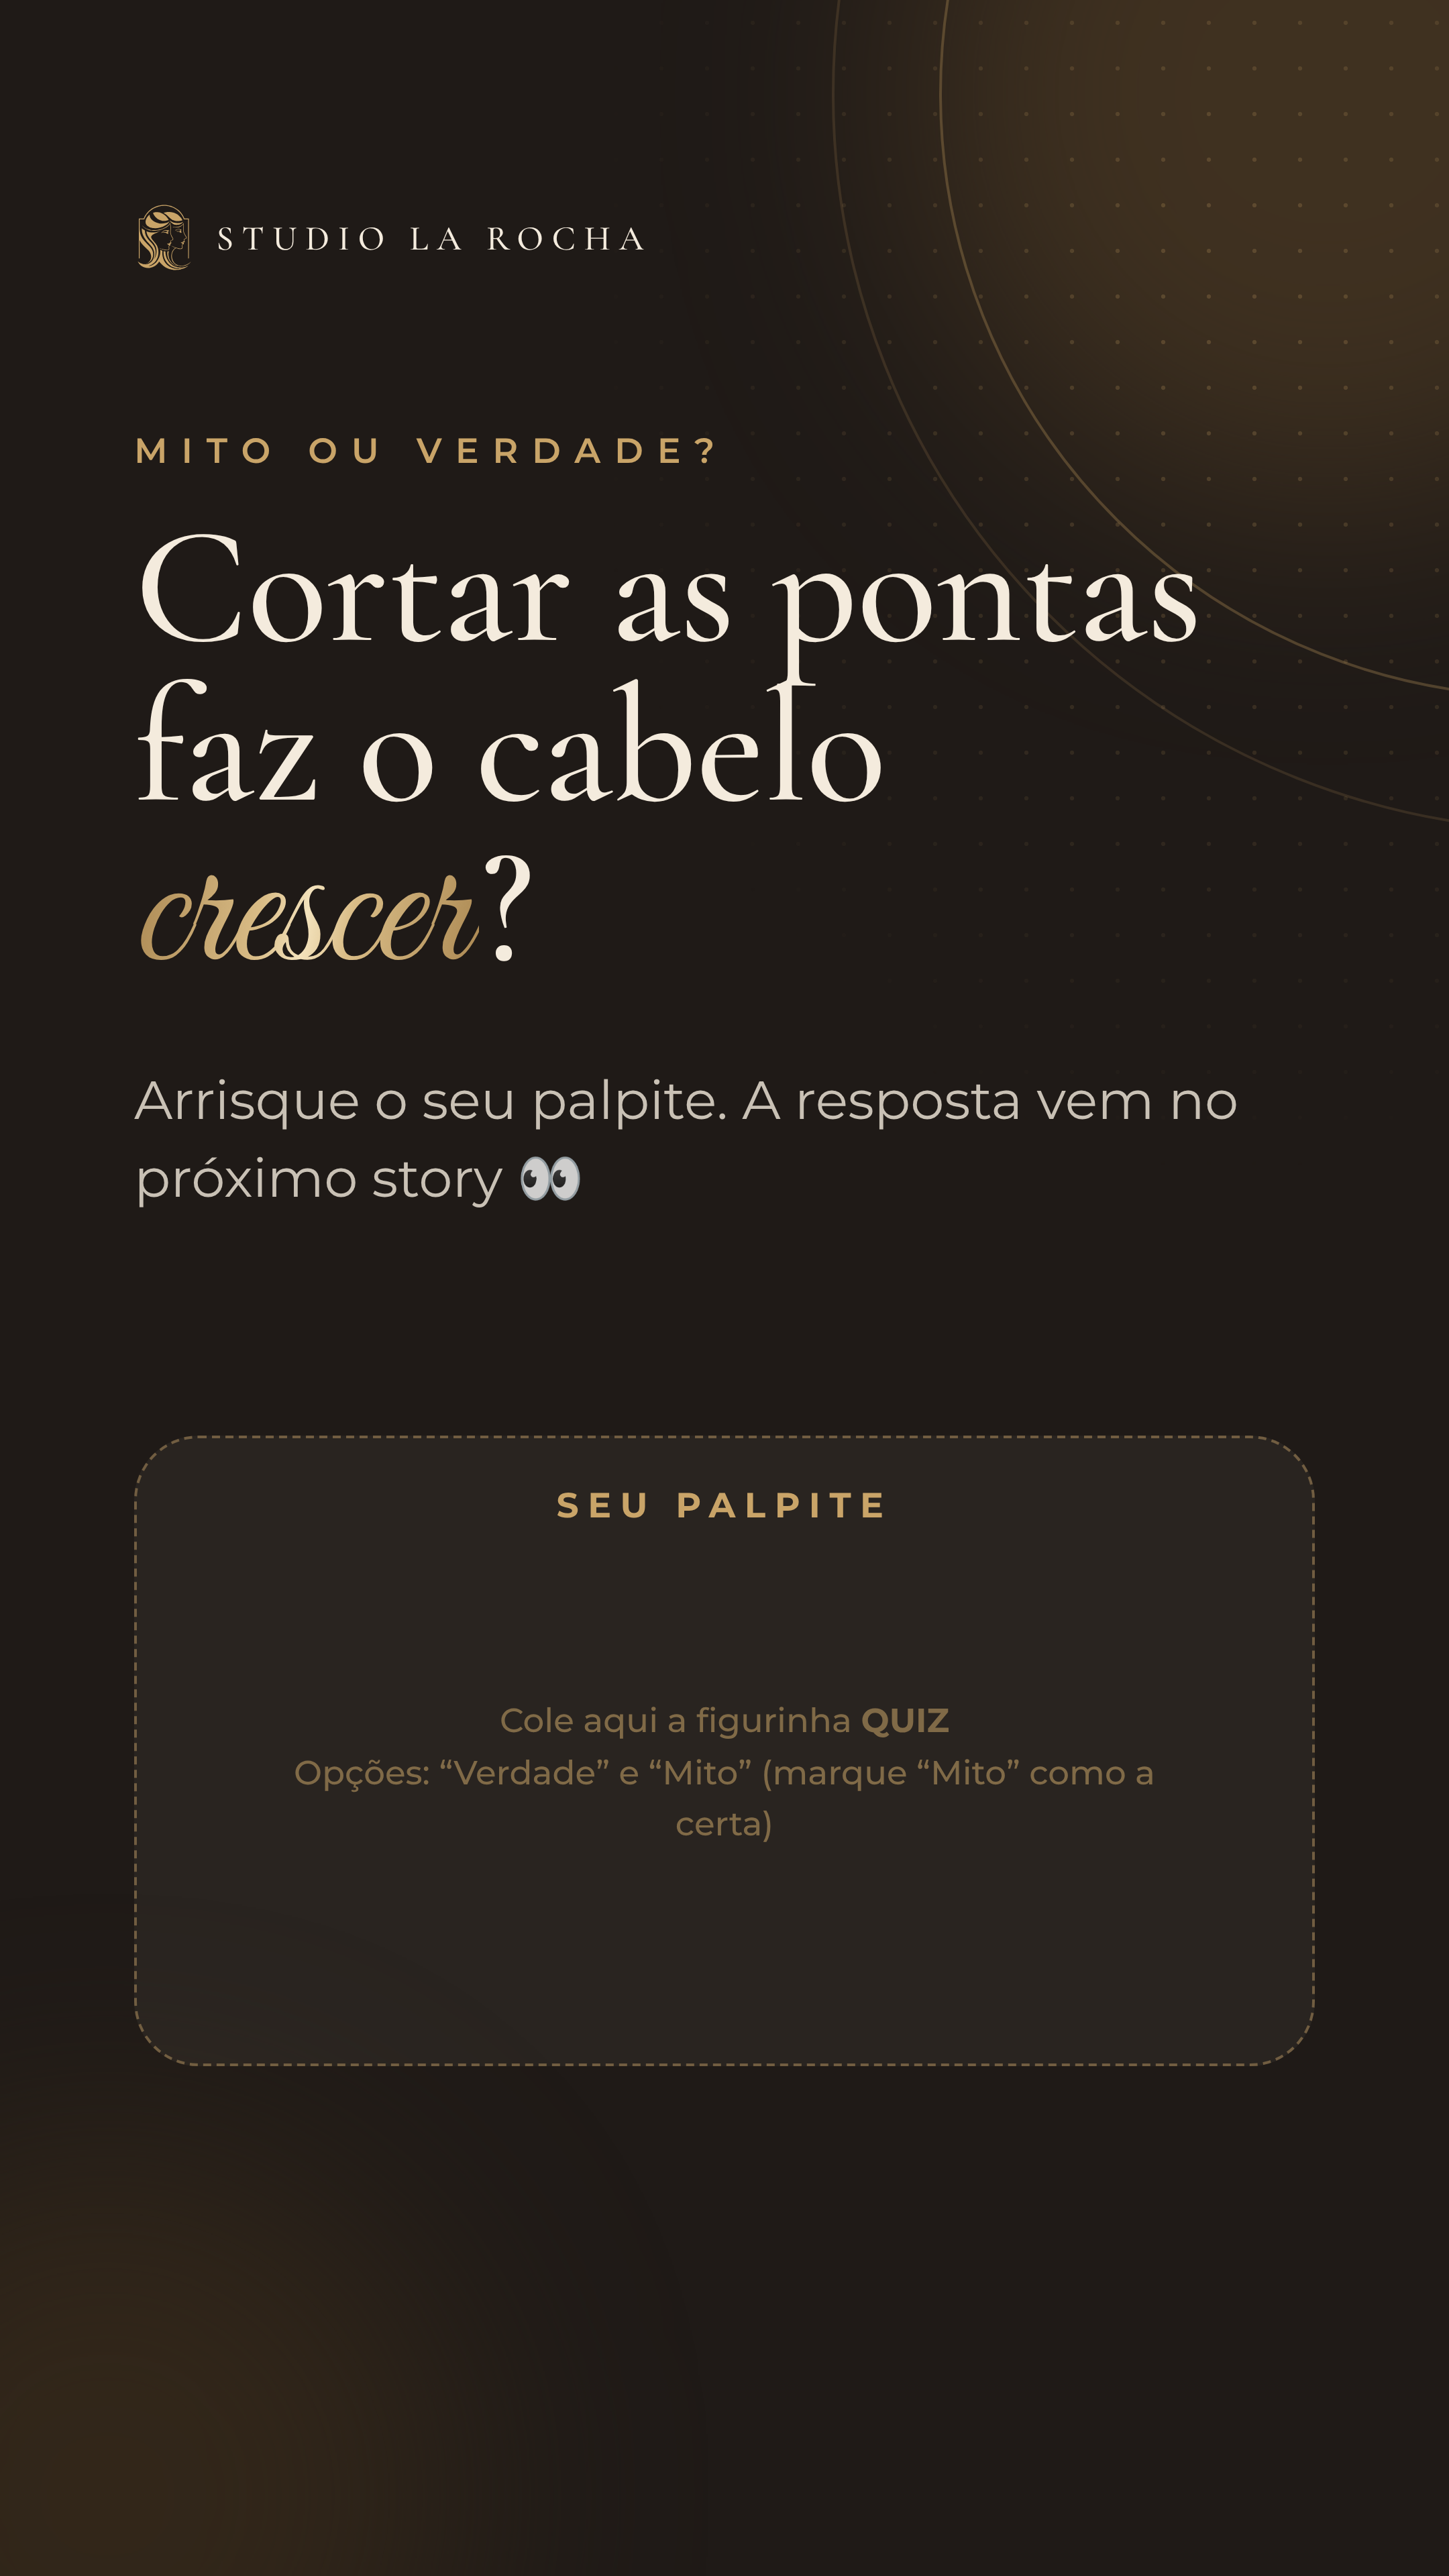 STUDIO LA ROCHA
MITO OU VERDADE?
Cortar as pontas
faz o cabelo
crescer?
Arrisque o seu palpite. A resposta vem no
próximo story 👀
SEU PALPITE
Cole aqui a figurinha QUIZ
Opções: “Verdade” e “Mito” (marque “Mito” como a
certa)